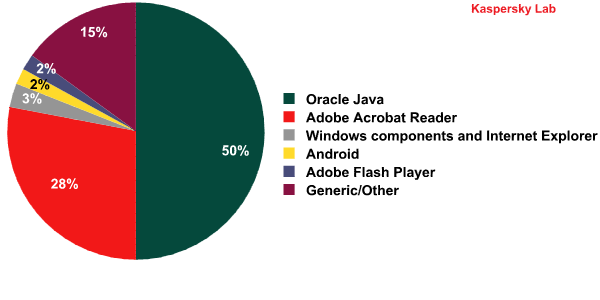 Kaspersky Lab
15%
2%
2%
3%
50%
28%
Oracle Java
Adobe Acrobat Reader
Windows components and Internet Explorer
Android
Adobe Flash Player
Generic/Other